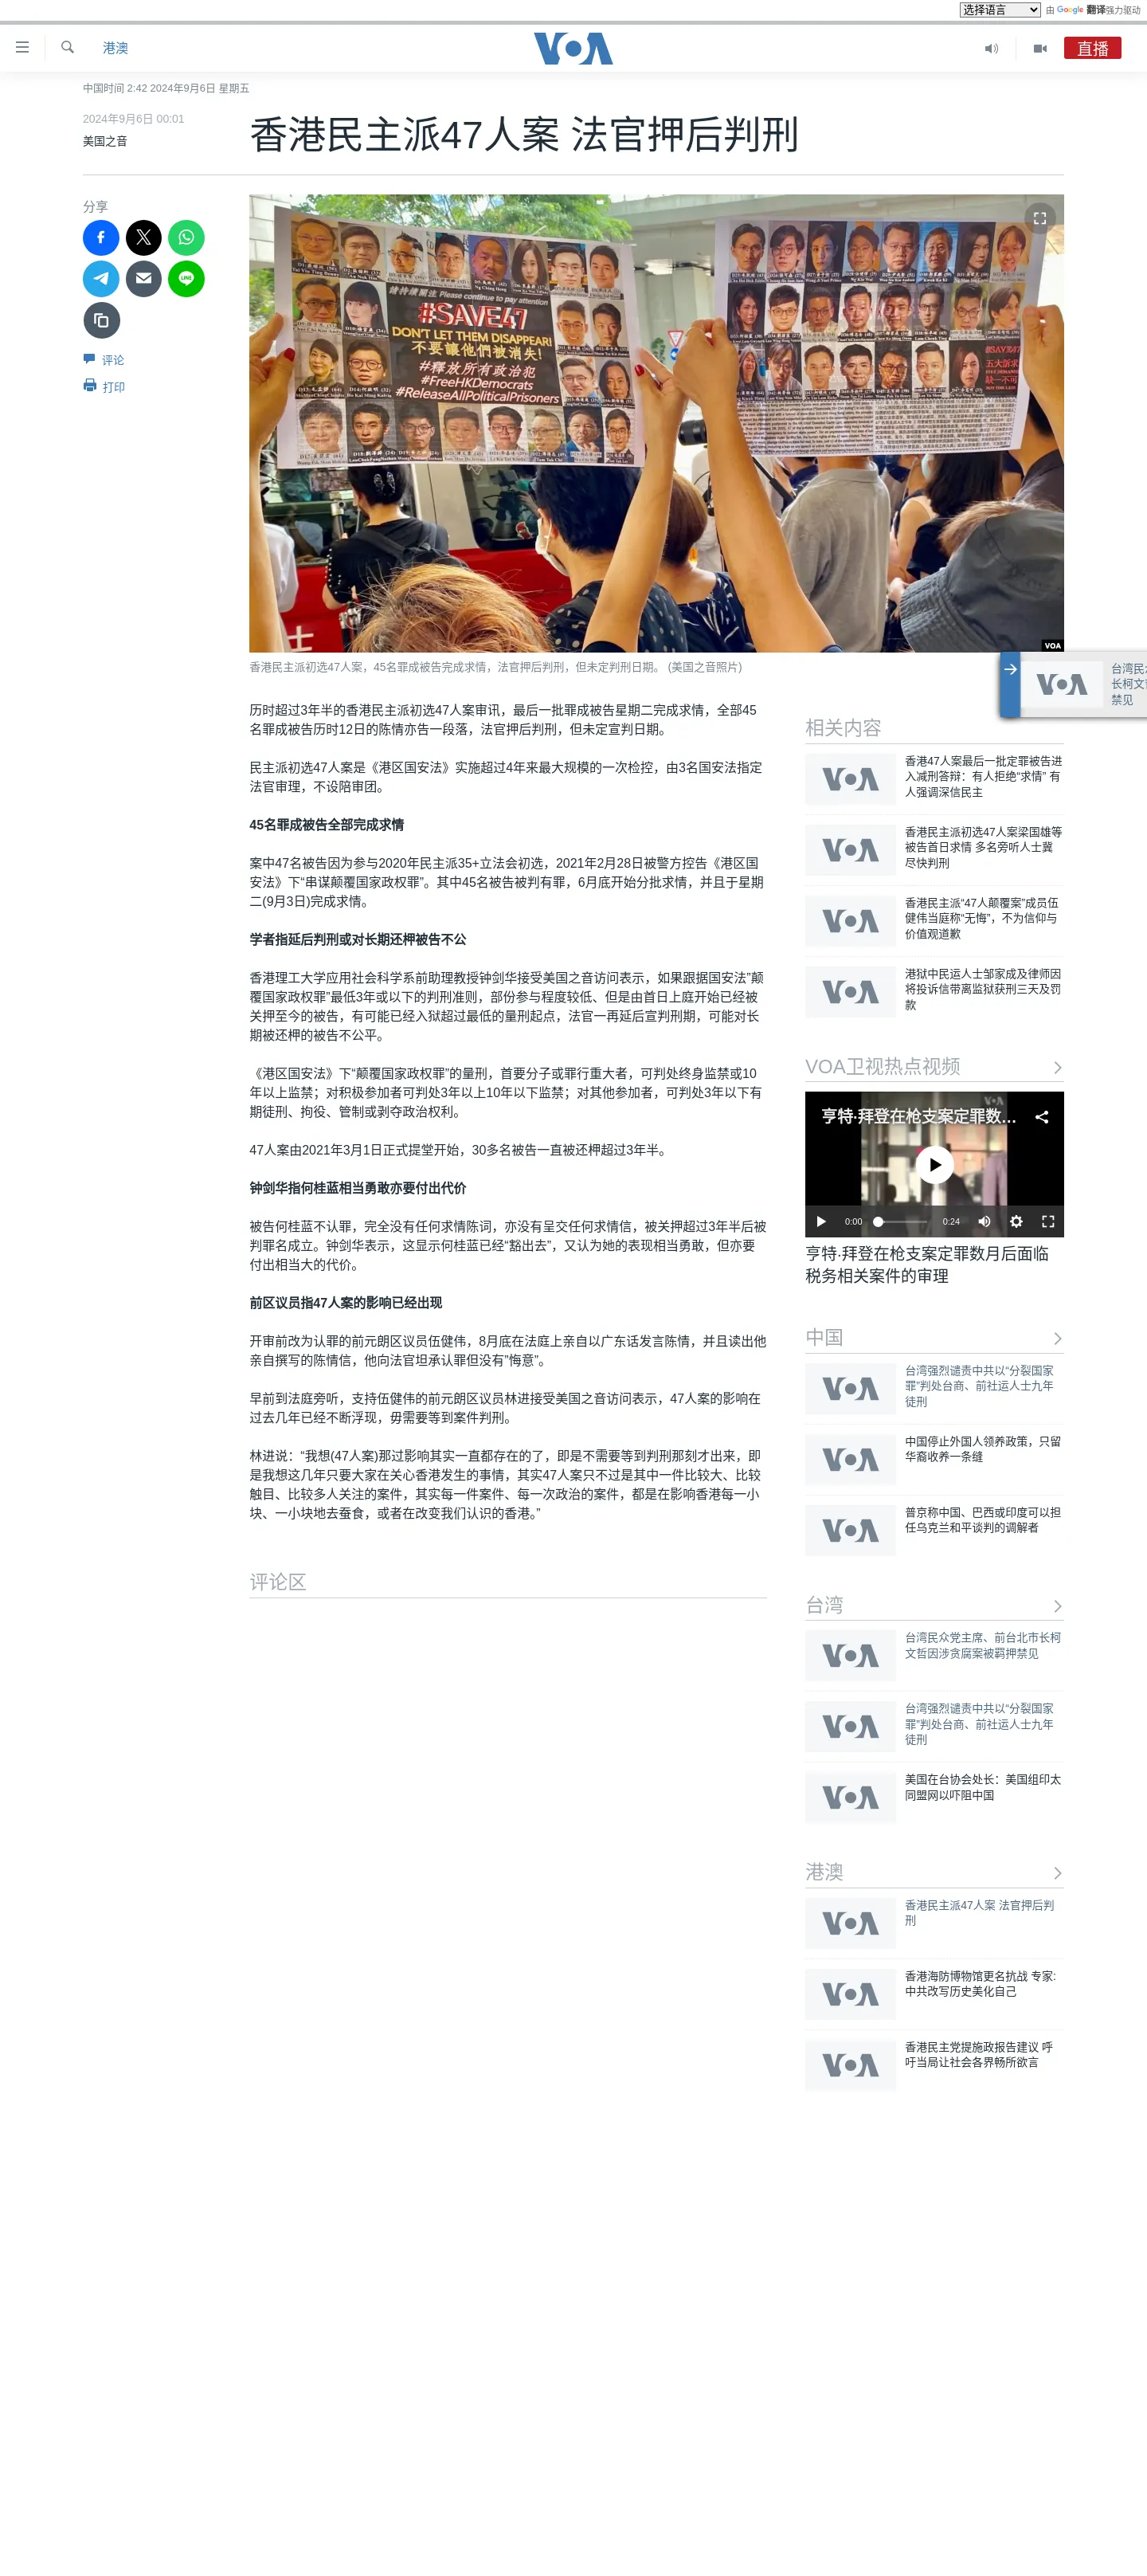 选择语言 由 Google 翻译强力驱动
港澳
VOA
直播
中国时间 2:42 2024年9月6日 星期五
2024年9月6日 00:01
美国之音
香港民主派47人案 法官押后判刑
分享
评论
打印
請持續關注 Please continue to pay attention
#SAVE47
DON'T LET THEM DISAPPEAR!
不要讓他們被消失!
#釋放所有政治犯
#FreeHKDemocrats
#ReleaseAllPoliticalPrisoners
#SAVE47
五大訴求
缺一不可
VOA
香港民主派初选47人案，45名罪成被告完成求情，法官押后判刑，但未定判刑日期。 (美国之音照片)
历时超过3年半的香港民主派初选47人案审讯，最后一批罪成被告星期二完成求情，全部45
名罪成被告历时12日的陈情亦告一段落，法官押后判刑，但未定宣判日期。
民主派初选47人案是《港区国安法》实施超过4年来最大规模的一次检控，由3名国安法指定
法官审理，不设陪审团。
45名罪成被告全部完成求情
案中47名被告因为参与2020年民主派35+立法会初选，2021年2月28日被警方控告《港区国
安法》下“串谋颠覆国家政权罪”。其中45名被告被判有罪，6月底开始分批求情，并且于星期
二(9月3日)完成求情。
学者指延后判刑或对长期还柙被告不公
香港理工大学应用社会科学系前助理教授钟剑华接受美国之音访问表示，如果跟据国安法”颠
覆国家政权罪”最低3年或以下的判刑准则，部份参与程度较低、但是由首日上庭开始已经被
关押至今的被告，有可能已经入狱超过最低的量刑起点，法官一再延后宣判刑期，可能对长
期被还柙的被告不公平。
《港区国安法》下“颠覆国家政权罪”的量刑，首要分子或罪行重大者，可判处终身监禁或10
年以上监禁；对积极参加者可判处3年以上10年以下监禁；对其他参加者，可判处3年以下有
期徒刑、拘役、管制或剥夺政治权利。
47人案由2021年3月1日正式提堂开始，30多名被告一直被还柙超过3年半。
钟剑华指何桂蓝相当勇敢亦要付出代价
被告何桂蓝不认罪，完全没有任何求情陈词，亦没有呈交任何求情信，被关押超过3年半后被
判罪名成立。钟剑华表示，这显示何桂蓝已经“豁出去”，又认为她的表现相当勇敢，但亦要
付出相当大的代价。
前区议员指47人案的影响已经出现
开审前改为认罪的前元朗区议员伍健伟，8月底在法庭上亲自以广东话发言陈情，并且读出他
亲自撰写的陈情信，他向法官坦承认罪但没有”悔意”。
早前到法庭旁听，支持伍健伟的前元朗区议员林进接受美国之音访问表示，47人案的影响在
过去几年已经不断浮现，毋需要等到案件判刑。
林进说：“我想(47人案)那过影响其实一直都存在的了，即是不需要等到判刑那刻才出来，即
是我想这几年只要大家在关心香港发生的事情，其实47人案只不过是其中一件比较大、比较
触目、比较多人关注的案件，其实每一件案件、每一次政治的案件，都是在影响香港每一小
块、一小块地去蚕食，或者在改变我们认识的香港。”
评论区
VOA
台湾民
长柯文
禁见
相关内容
VOA
香港47人案最后一批定罪被告进
入减刑答辩：有人拒绝“求情” 有
人强调深信民主
VOA
香港民主派初选47人案梁国雄等
被告首日求情 多名旁听人士冀
尽快判刑
VOA
香港民主派“47人颠覆案”成员伍
健伟当庭称“无悔”，不为信仰与
价值观道歉
VOA
港狱中民运人士邹家成及律师因
将投诉信带离监狱获刑三天及罚
款
VOA卫视热点视频
VOA
亨特·拜登在枪支案定罪数...
0:00 0:24
亨特·拜登在枪支案定罪数月后面临
税务相关案件的审理
中国
VOA
台湾强烈谴责中共以“分裂国家
罪”判处台商、前社运人士九年
徒刑
VOA
中国停止外国人领养政策，只留
华裔收养一条缝
VOA
普京称中国、巴西或印度可以担
任乌克兰和平谈判的调解者
台湾
VOA
台湾民众党主席、前台北市长柯
文哲因涉贪腐案被羁押禁见
VOA
台湾强烈谴责中共以“分裂国家
罪”判处台商、前社运人士九年
徒刑
VOA
美国在台协会处长：美国组印太
同盟网以吓阻中国
港澳
VOA
香港民主派47人案 法官押后判
刑
VOA
香港海防博物馆更名抗战 专家:
中共改写历史美化自己
VOA
香港民主党提施政报告建议 呼
吁当局让社会各界畅所欲言